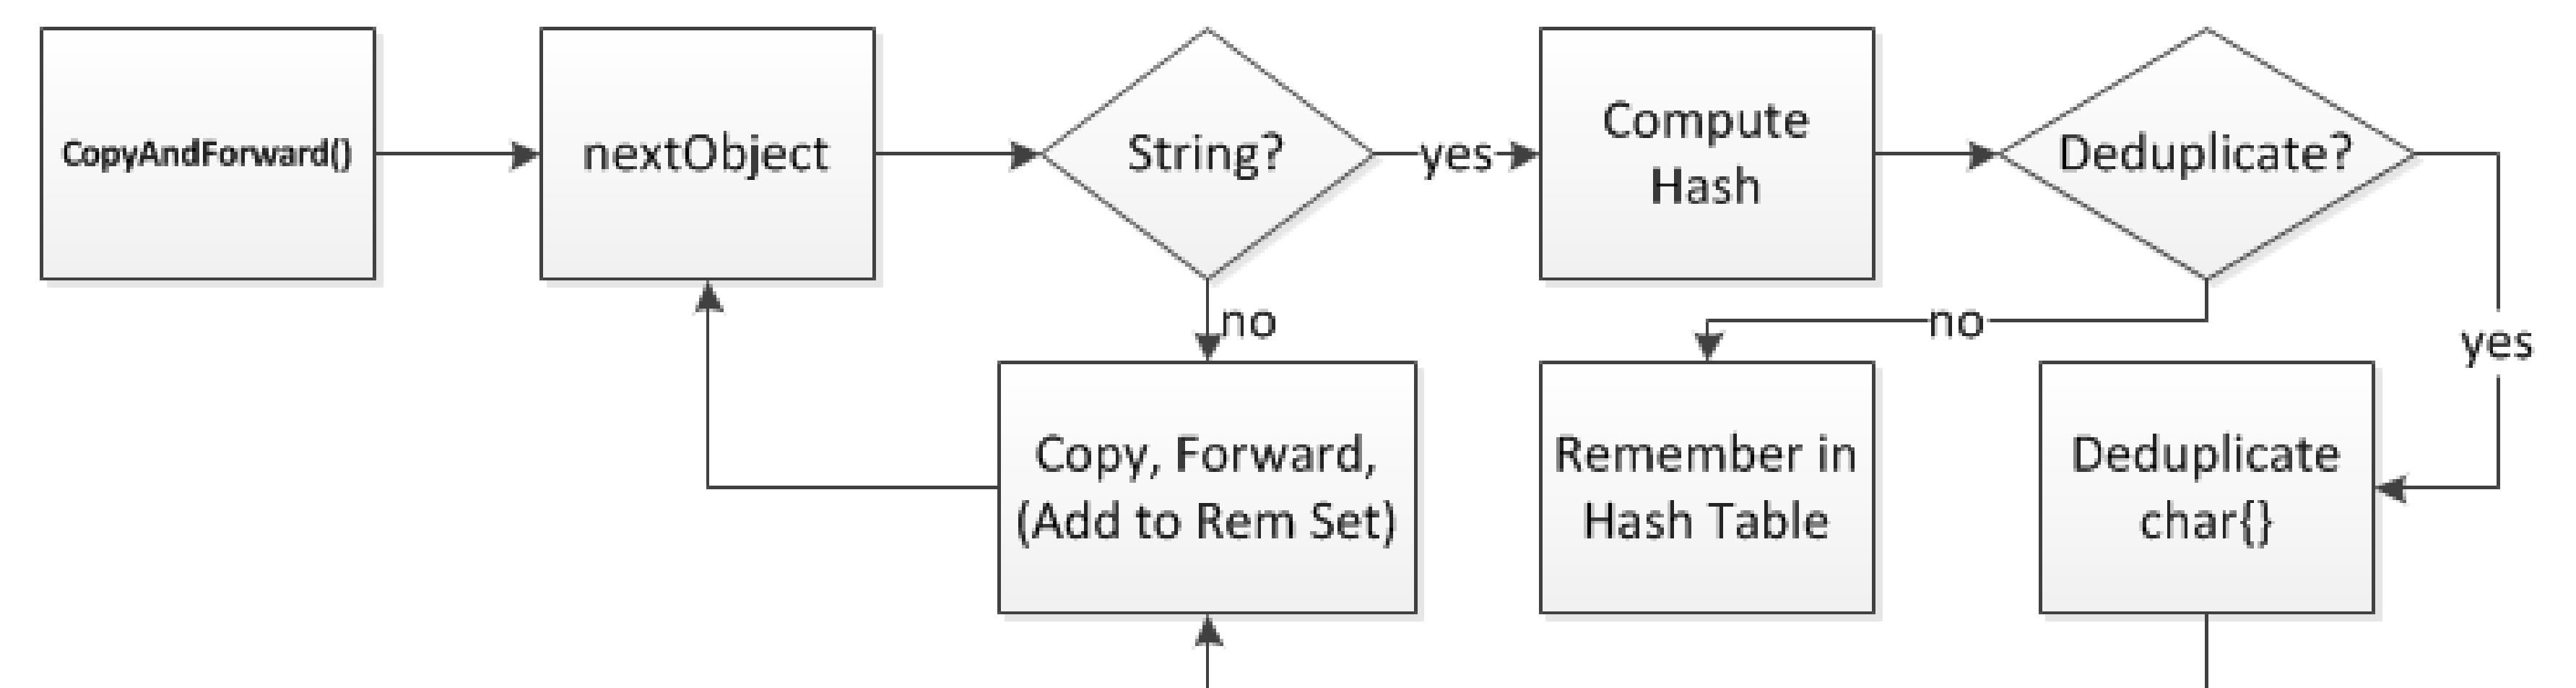 CopyAndForward()
nextObject
String?
yes
Compute
Hash
Deduplicate?
no
no
yes
Copy, Forward,
(Add to Rem Set)
Remember in
Hash Table
Deduplicate
char{}